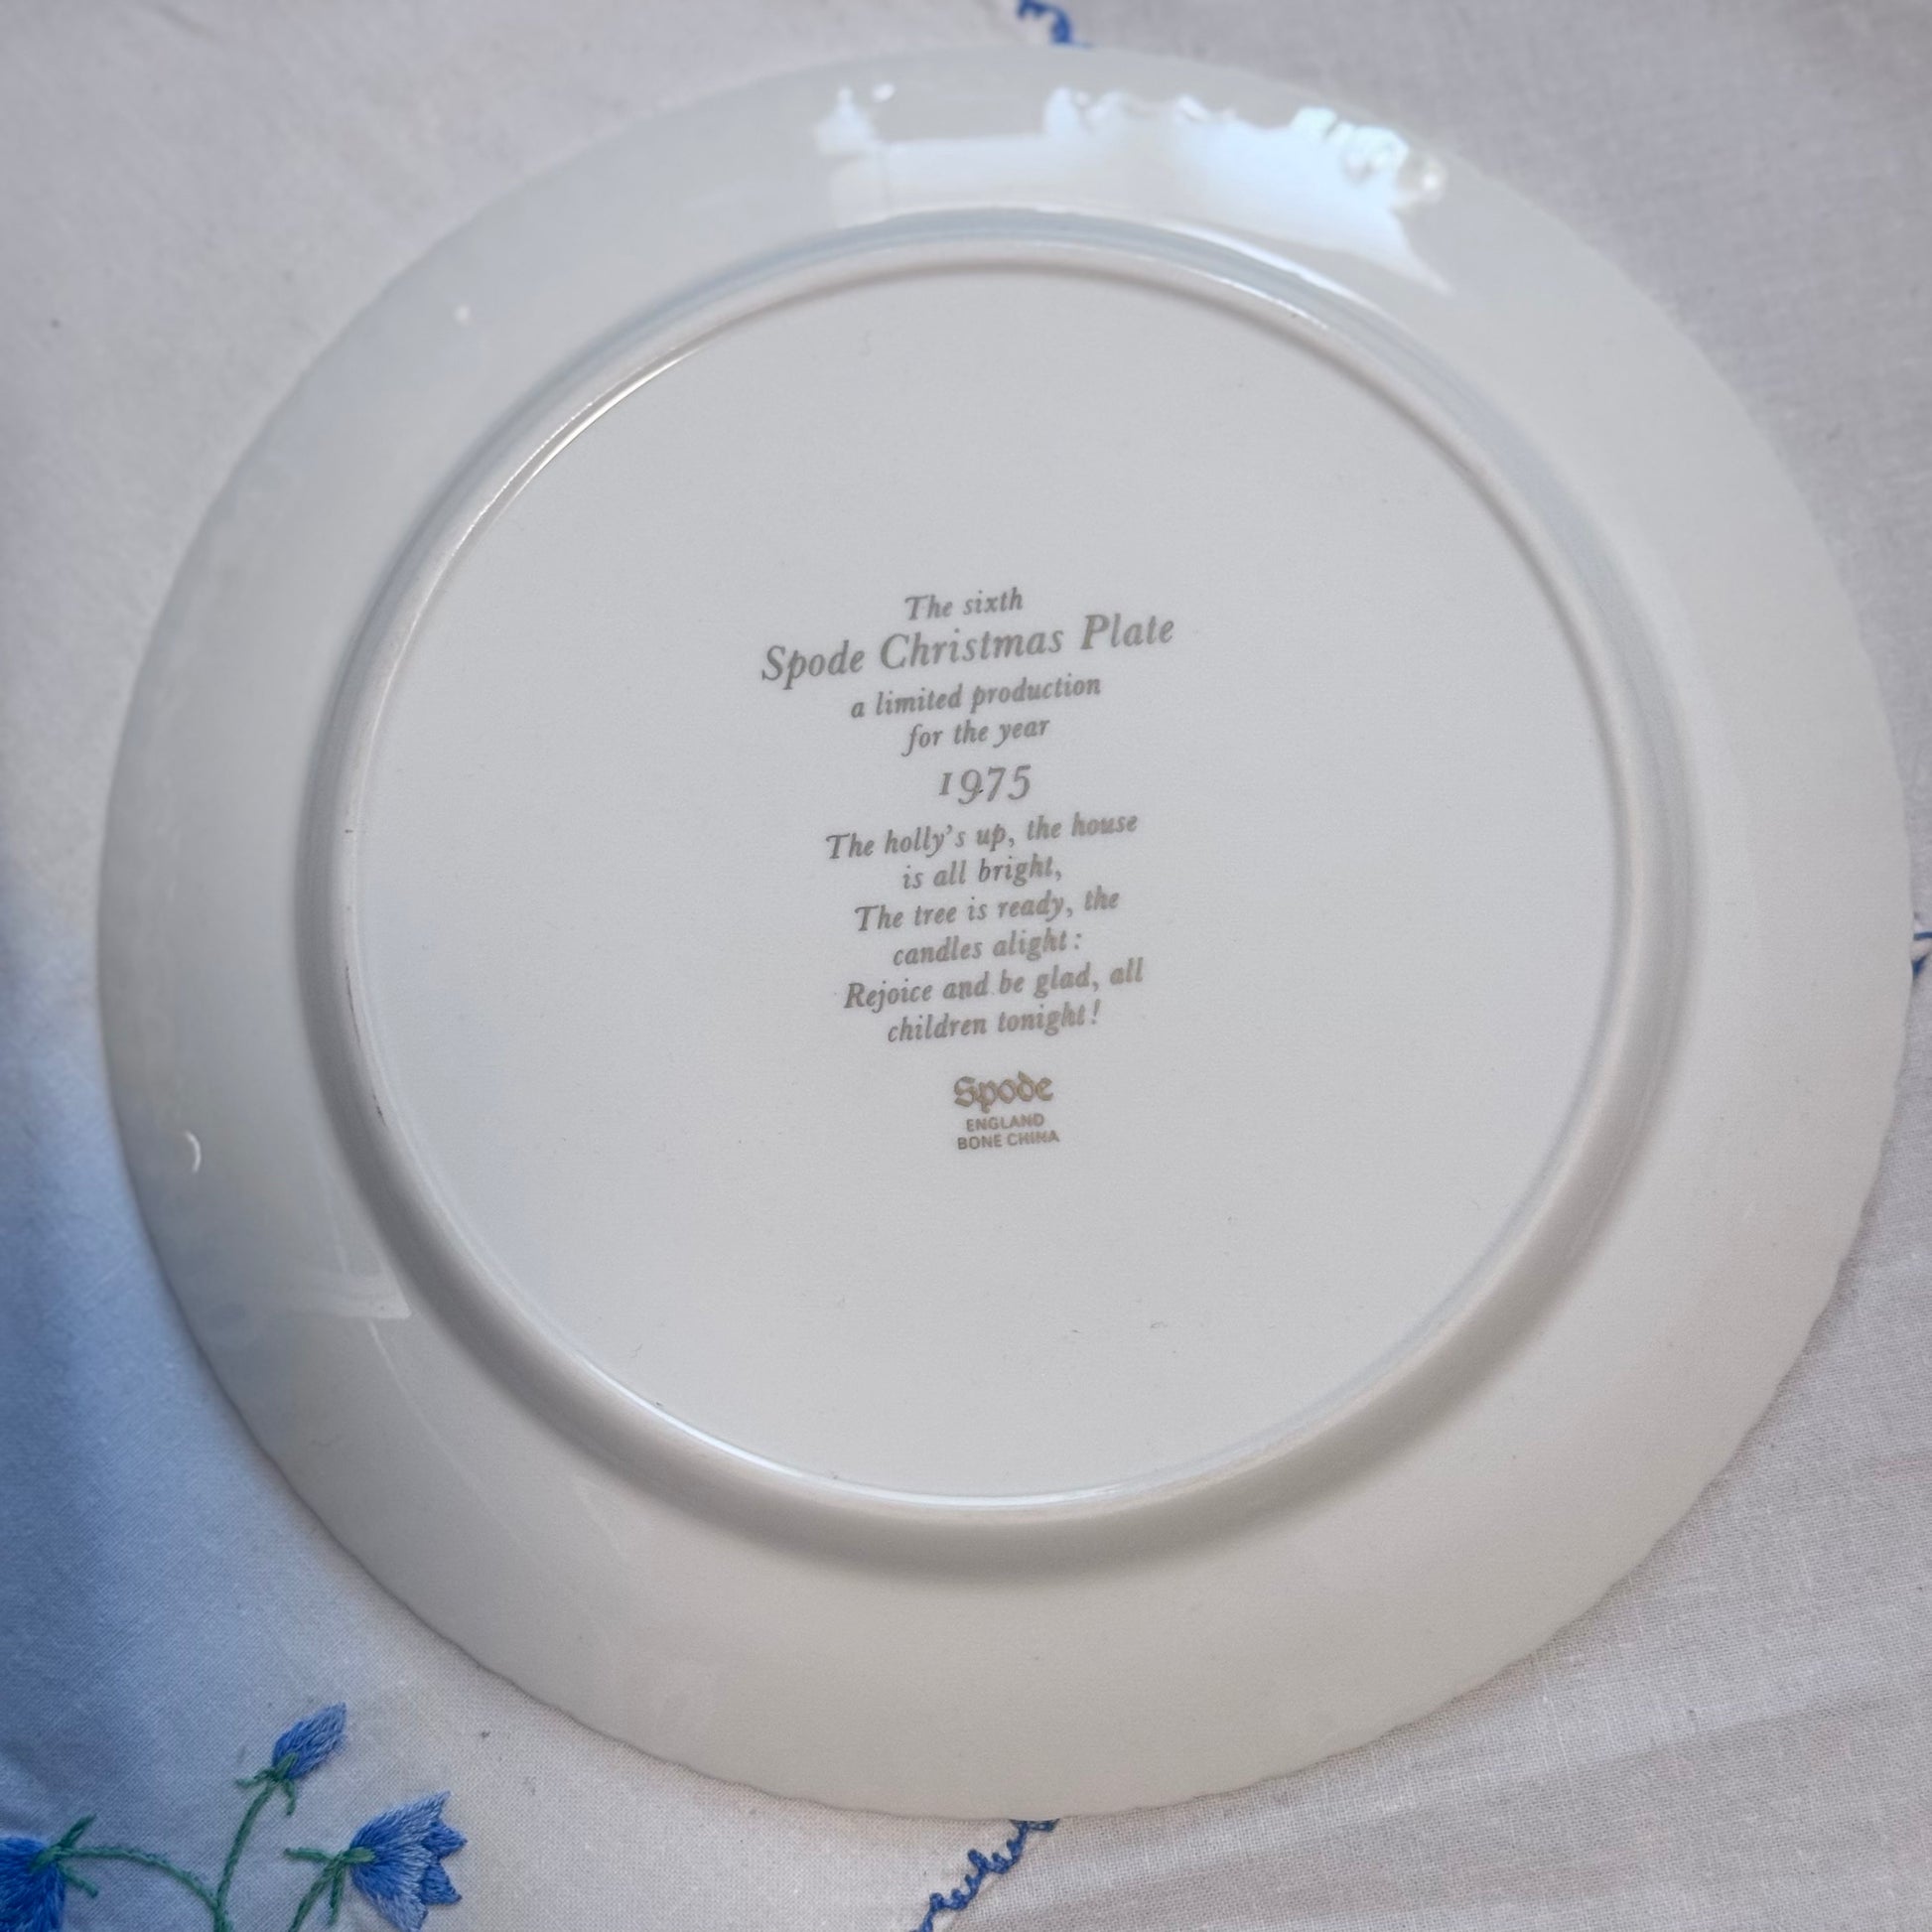 The sixth
Spode Christmas Plate
a limited production
for the year
1975
The holly's up, the house
is all bright,
The tree is ready, the
candles alight:
Rejoice and be glad, all
children tonight!
Spode
ENGLAND
BONE CHINA